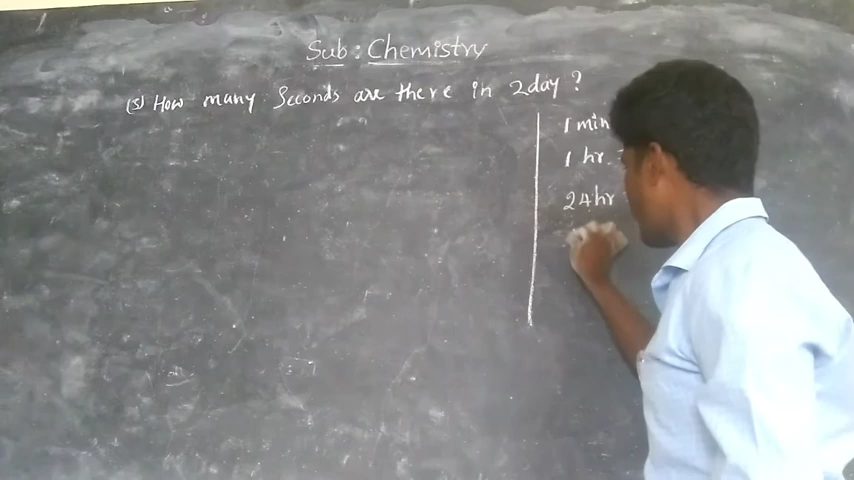 Sub: Chemistry
(5) How many Seconds are there in 2day?
1 min
1 hr
24hr